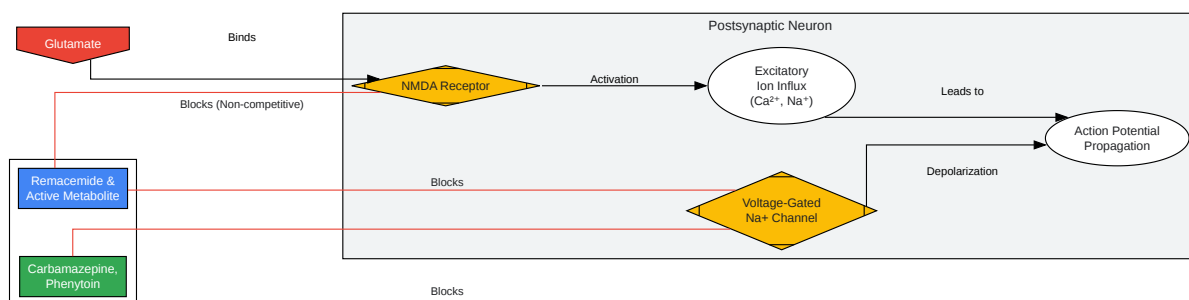 Postsynaptic Neuron
Glutamate
Binds
NMDA Receptor
Activation
Excitatory
Ion Influx
(Ca²⁺, Na⁺)
Leads to
Action Potential
Propagation
Blocks (Non-competitive)
Remacemide &
Active Metabolite
Blocks
Voltage-Gated
Na+ Channel
Depolarization
Carbamazepine,
Phenytoin
Blocks